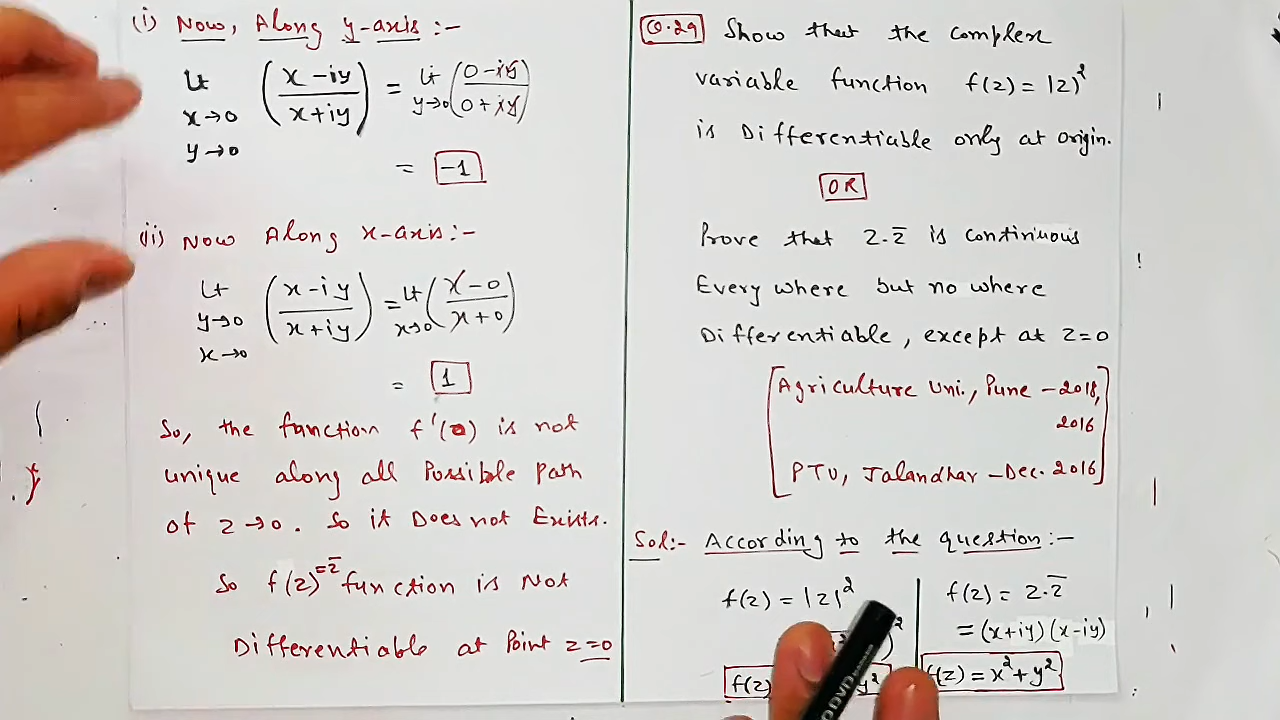 (i) Now, Along y-axis :-
Lt x→0 y→0 (x-iy / x+iy) = Lt y→0 (0-iy / 0+iy)
= -1
(ii) Now Along x-axis:-
Lt y→0 x→0 (x-iy / x+iy) = Lt x→0 (x-0 / x+0)
= 1
So, the function f'(0) is not
unique along all Possible path
of z→0. So it Does not Exists.
So f(z)=z̅ function is Not
Differentiable at Point z=0
Q.29 Show that the complex
variable function f(z) = |z|²
is Differentiable only at origin.
OR
Prove that z.z̅ is continuous
Every where but no where
Differentiable, except at z=0
[Agriculture Uni., Pune - 2018,
2016
PTU, Jalandhar - Dec. 2016]
Sol:- According to the question:-
f(z) = |z|²
f(z)
y²
f(z) = z.z̅
= (x+iy)(x-iy)
f(z) = x²+y²